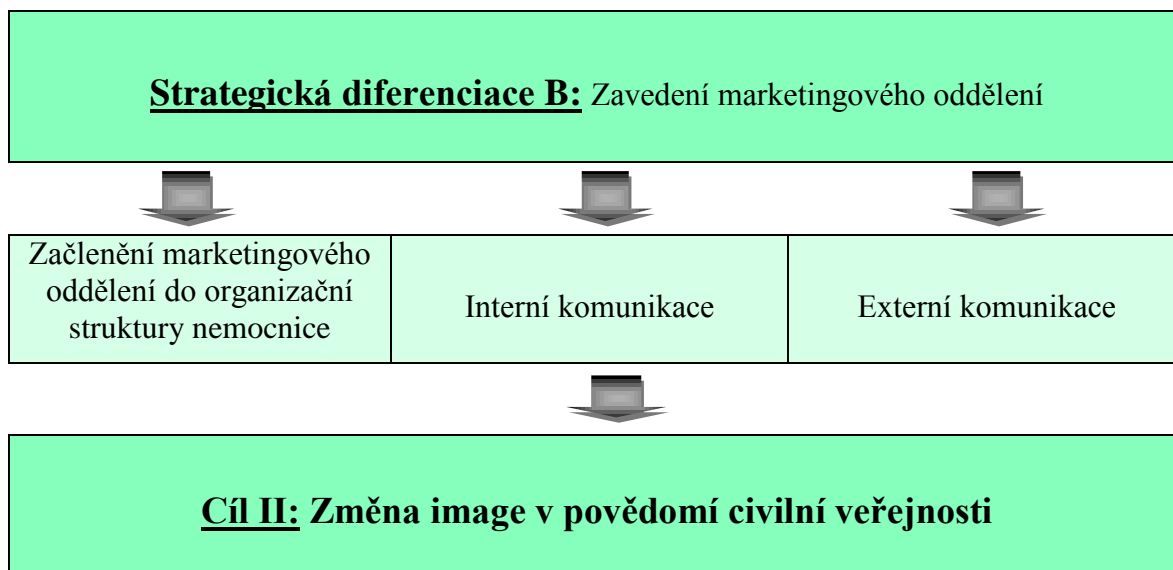 Strategická diferenciace B: Zavedení marketingového oddělení
Začlenění marketingového
oddělení do organizační
struktury nemocnice
Interní komunikace
Externí komunikace
Cíl II: Změna image v povědomí civilní veřejnosti